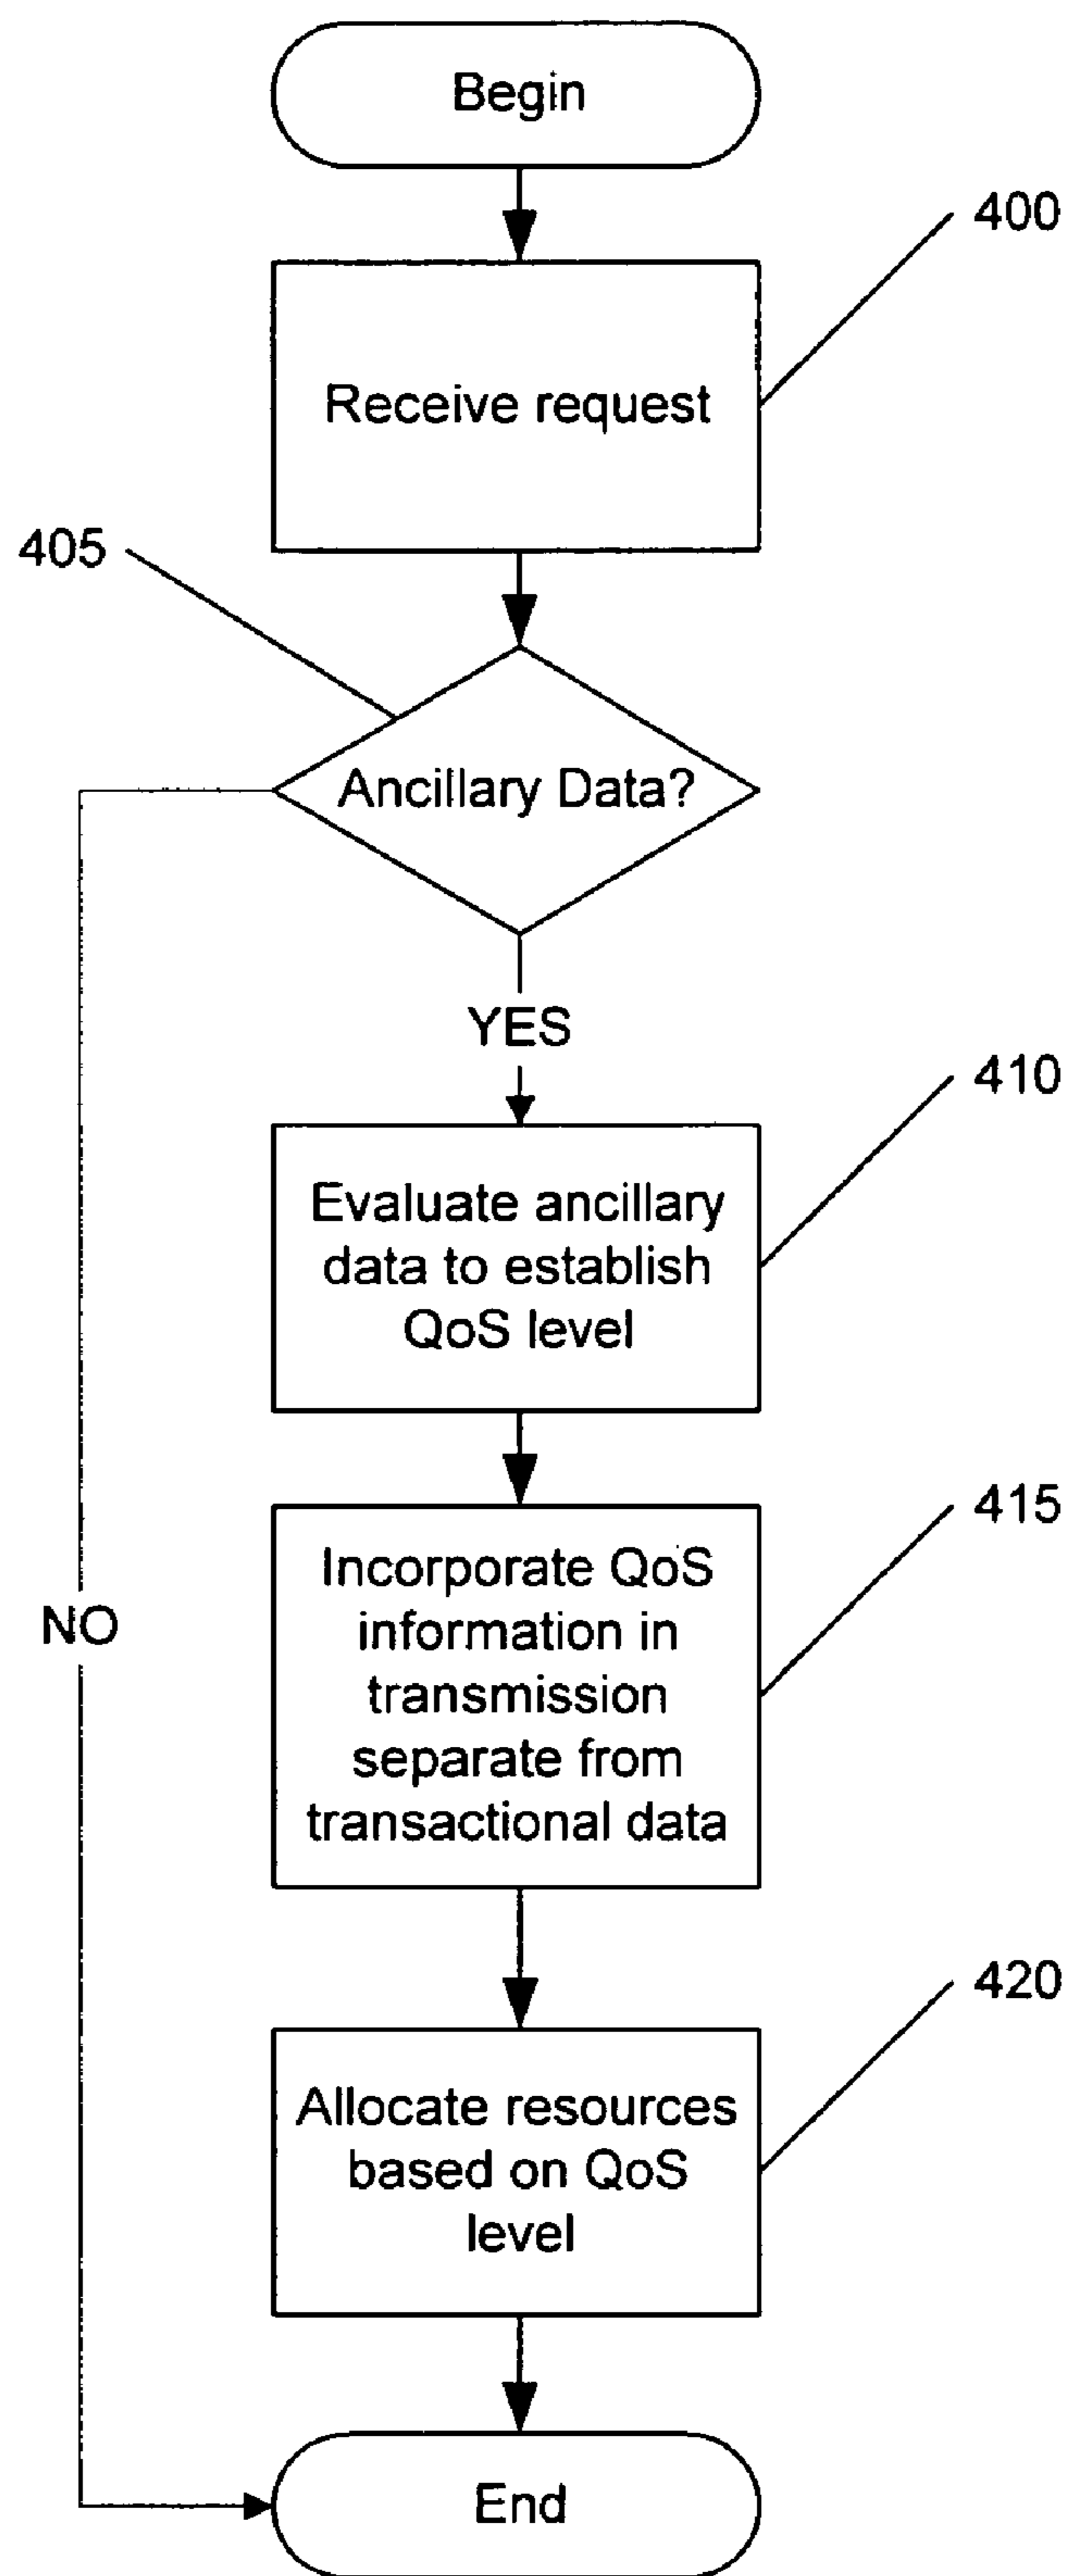 Begin
400
Receive request
405
Ancillary Data?
YES
410
Evaluate ancillary
data to establish
QoS level
415
Incorporate QoS
information in
transmission
separate from
transactional data
NO
420
Allocate resources
based on QoS
level
End